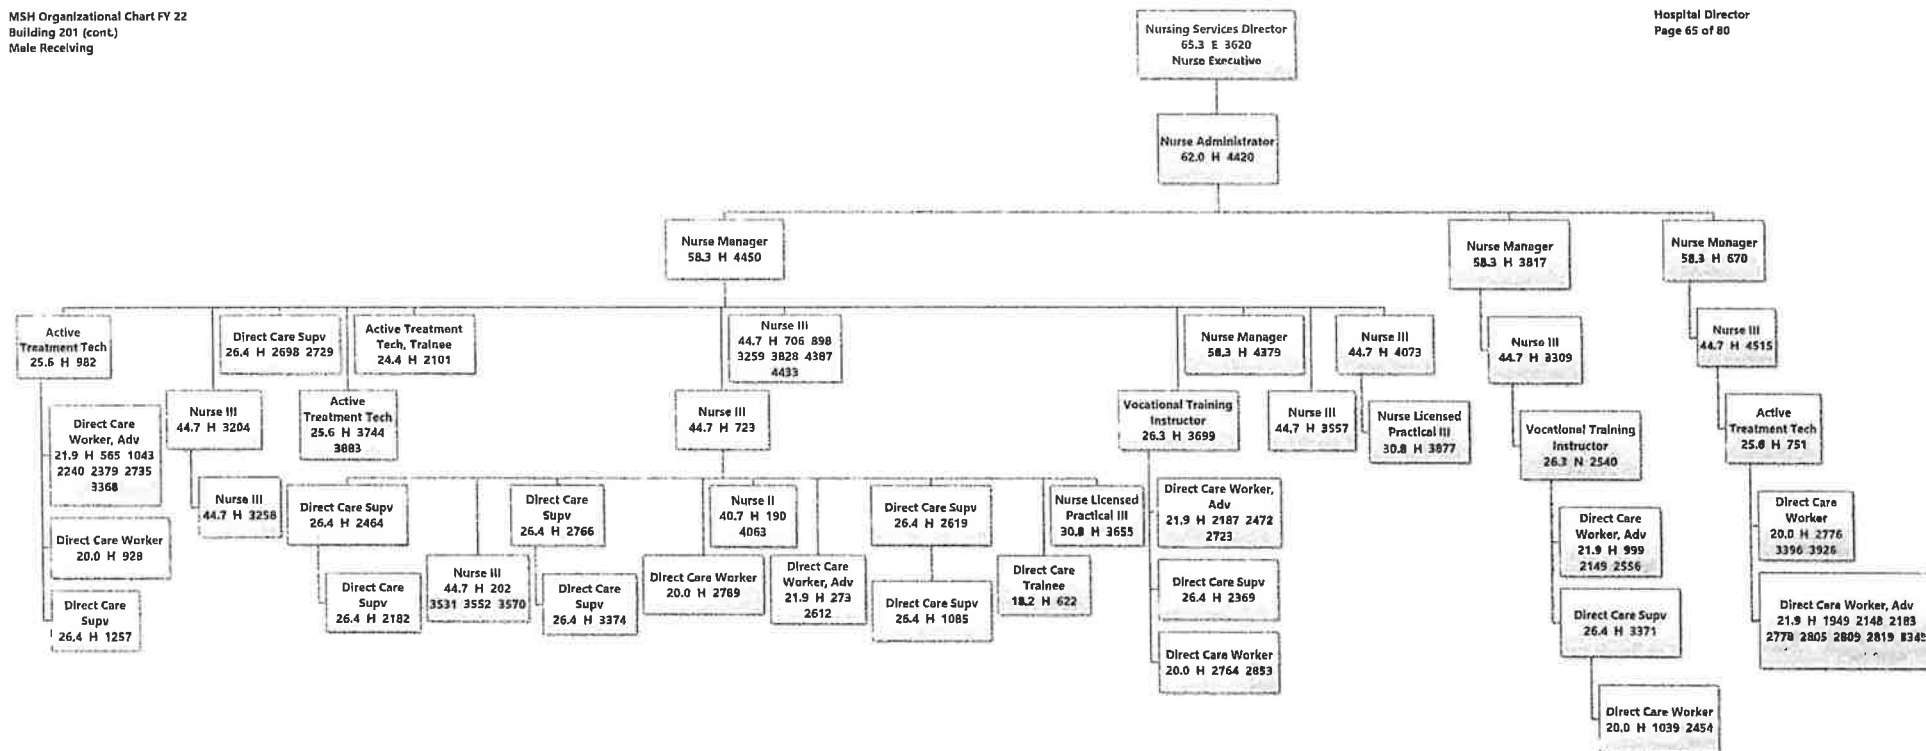 MSH Organizational Chart FY 22
Building 201 (cont.)
Male Receiving
Hospital Director
Page 65 of 80
Nursing Services Director
65.3 E 3620
Nurse Executive
Nurse Administrator
62.0 H 4420
Nurse Manager
58.3 H 4450
Nurse Manager
58.3 H 3817
Nurse Manager
58.3 H 670
Active
Treatment Tech
25.6 H 982
Direct Care Supv
26.4 H 2698 2729
Active Treatment
Tech, Trainee
24.4 H 2101
Nurse III
44.7 H 706 898
3259 3828 4387
4433
Nurse Manager
58.3 H 4379
Nurse III
44.7 H 4073
Nurse III
44.7 H 3309
Nurse III
44.7 H 4515
Direct Care
Worker, Adv
21.9 H 565 1043
2240 2379 2735
3368
Nurse III
44.7 H 3204
Active
Treatment Tech
25.6 H 3744
3883
Nurse III
44.7 H 723
Vocational Training
Instructor
26.3 H 3699
Nurse III
44.7 H 3557
Nurse Licensed
Practical III
30.8 H 3877
Vocational Training
Instructor
26.3 N 2540
Active
Treatment Tech
25.6 H 751
Direct Care Worker
20.0 H 928
Nurse III
44.7 H 3258
Direct Care Supv
26.4 H 2464
Direct Care
Supv
26.4 H 2766
Nurse II
40.7 H 190
4063
Direct Care Supv
26.4 H 2619
Nurse Licensed
Practical III
30.8 H 3655
Direct Care Worker,
Adv
21.9 H 2187 2472
2723
Direct Care
Worker, Adv
21.9 H 999
2149 2556
Direct Care
Worker
20.0 H 2776
3396 3926
Direct Care
Supv
26.4 H 1257
Direct Care
Supv
26.4 H 2182
Nurse III
44.7 H 202
3531 3552 3570
Direct Care
Supv
26.4 H 3374
Direct Care Worker
20.0 H 2769
Direct Care
Worker, Adv
21.9 H 273
2612
Direct Care Supv
26.4 H 1085
Direct Care
Trainee
18.2 H 622
Direct Care Supv
26.4 H 2369
Direct Care Supv
26.4 H 3371
Direct Care Worker, Adv
21.9 H 1949 2148 2183
2778 2805 2809 2819
Direct Care Worker
20.0 H 2764 2853
Direct Care Worker
20.0 H 1039 2454